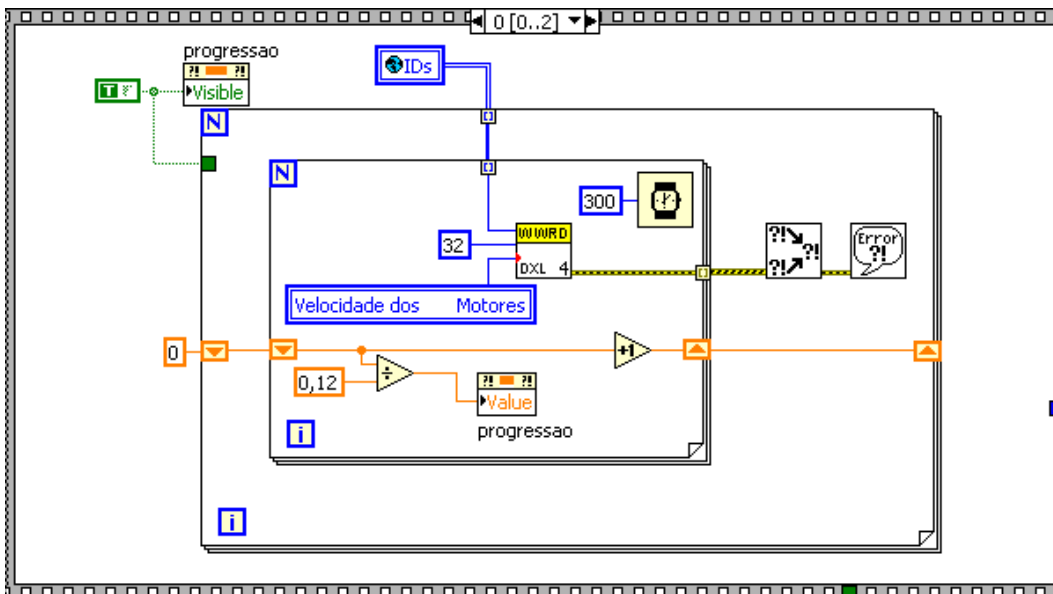 0 [0..2]
progressao
IDs
T F
Visible
N
N
300
WWRD
32
DXL 4
?! ?!
?!
Error
?!
Velocidade dos Motores
0
+1
÷
0,12
?! ?!
Value
progressao
i
i